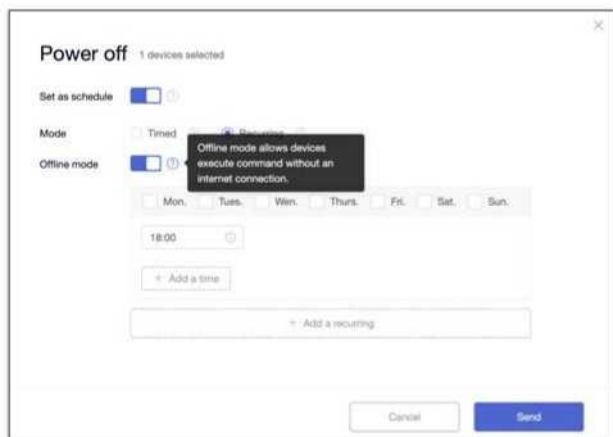 Power off 1 devices selected
Set as schedule
Mode Timed Recurring
Offline mode
Offline mode allows devices
execute command without an
internet connection.
Mon. Tues. Wen. Thurs. Fri. Sat. Sun.
18:00
+ Add a time
+ Add a recurring
Cancel Send